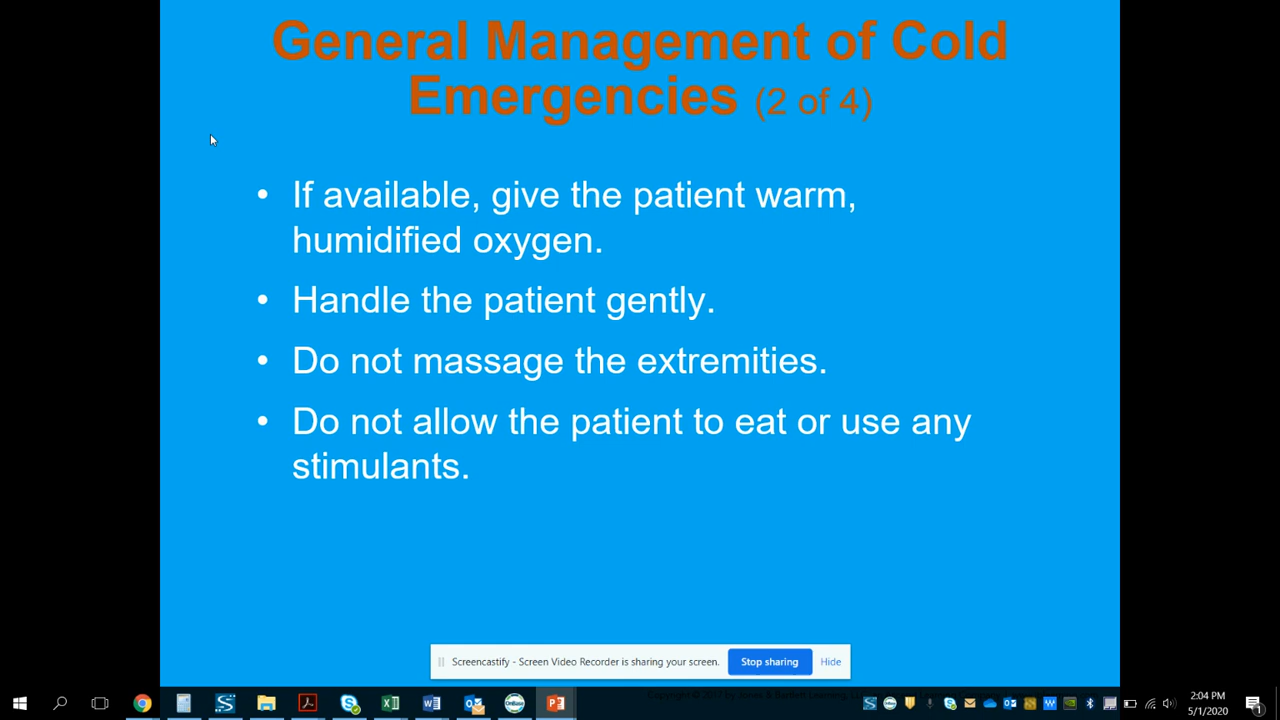 General Management of Cold
Emergencies (2 of 4)
• If available, give the patient warm,
humidified oxygen.
• Handle the patient gently.
• Do not massage the extremities.
• Do not allow the patient to eat or use any
stimulants.
Screencastify - Screen Video Recorder is sharing your screen.
Stop sharing
Hide
2:04 PM
5/1/2020